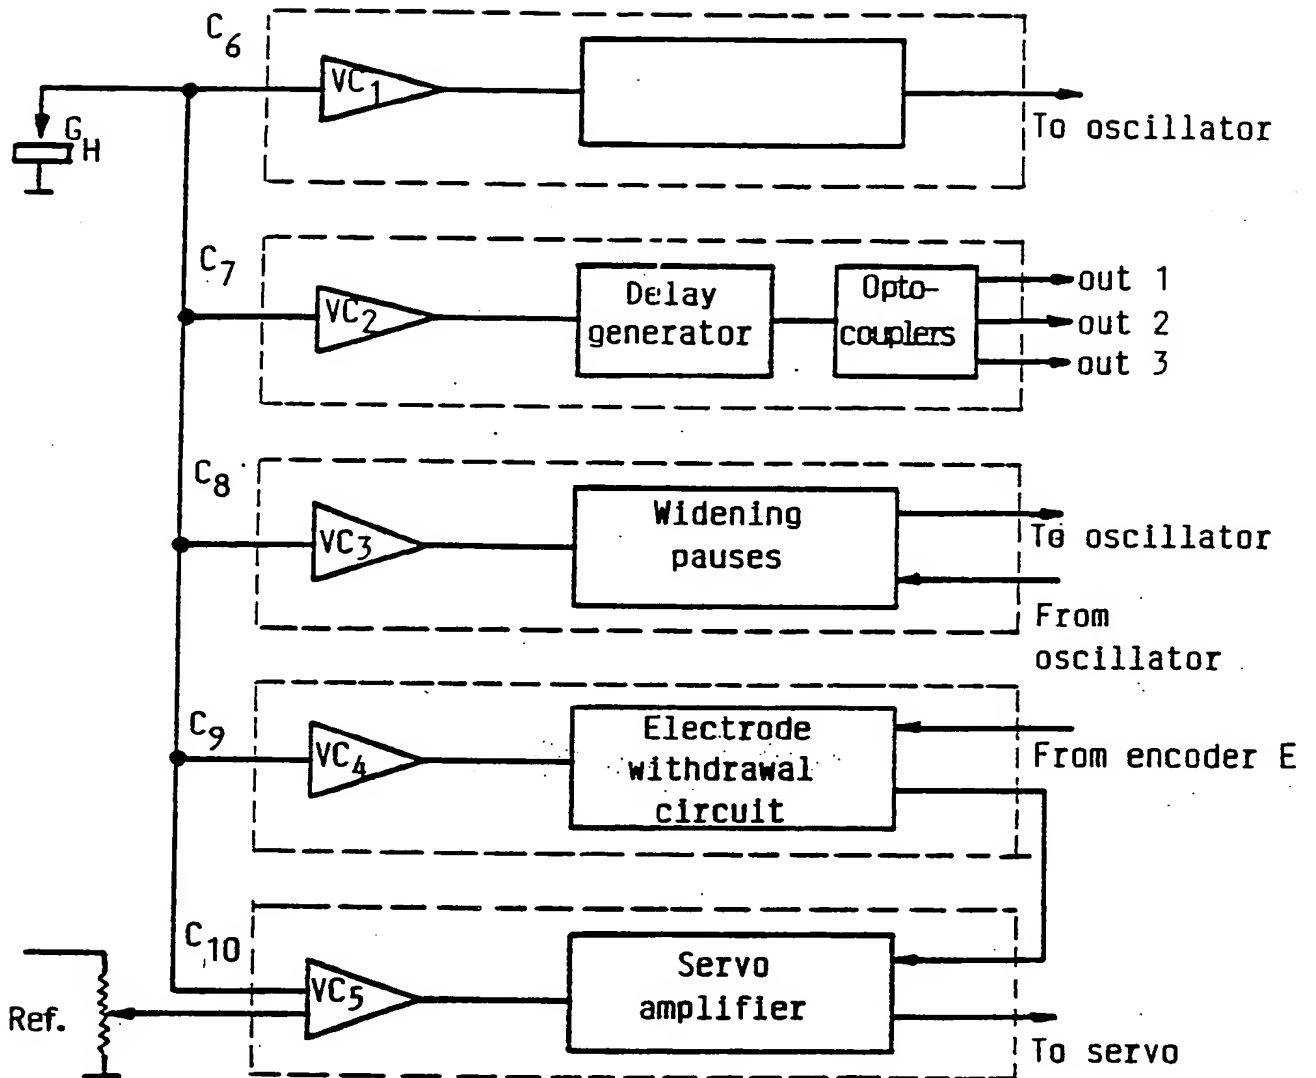 C6
VC1
GH
To oscillator
C7
VC2
Delay
generator
Opto-
couplers
out 1
out 2
out 3
C8
VC3
Widening
pauses
To oscillator
From
oscillator
C9
VC4
Electrode
withdrawal
circuit
From encoder E
C10
VC5
Servo
amplifier
Ref.
To servo